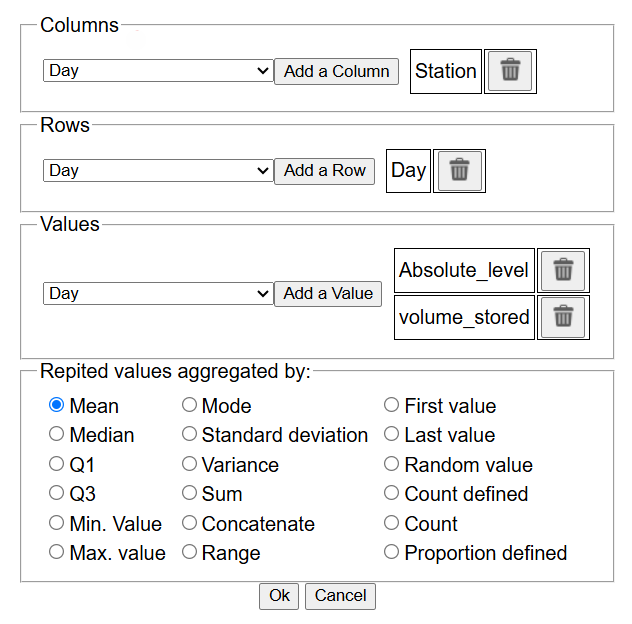 Columns
Day Add a Column Station
Rows
Day Add a Row Day
Values
Absolute_level
Day Add a Value
volume_stored
Repited values aggregated by:
Mean Mode First value
Median Standard deviation Last value
Q1 Variance Random value
Q3 Sum Count defined
Min. Value Concatenate Count
Max. value Range Proportion defined
Ok Cancel